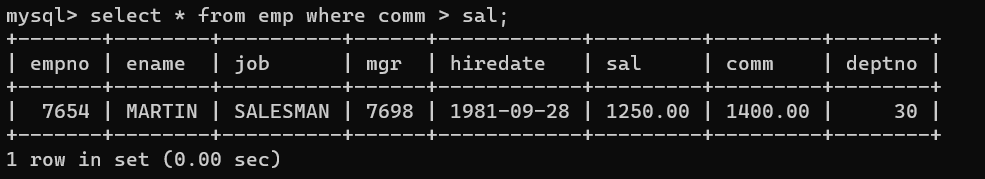 mysql> select * from emp where comm > sal;
+-------+--------+----------+------+------------+---------+---------+--------+
| empno | ename  | job      | mgr  | hiredate   | sal     | comm    | deptno |
+-------+--------+----------+------+------------+---------+---------+--------+
|  7654 | MARTIN | SALESMAN | 7698 | 1981-09-28 | 1250.00 | 1400.00 |     30 |
+-------+--------+----------+------+------------+---------+---------+--------+
1 row in set (0.00 sec)